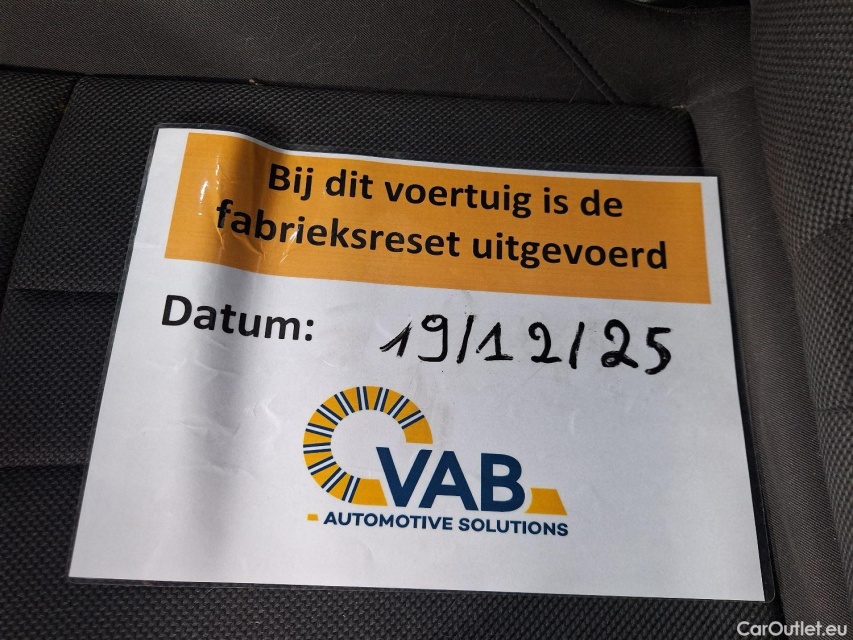 Bij dit voertuig is de
fabrieksreset uitgevoerd
Datum: 19/12/25
VAB
AUTOMOTIVE SOLUTIONS
CarOutlet.eu